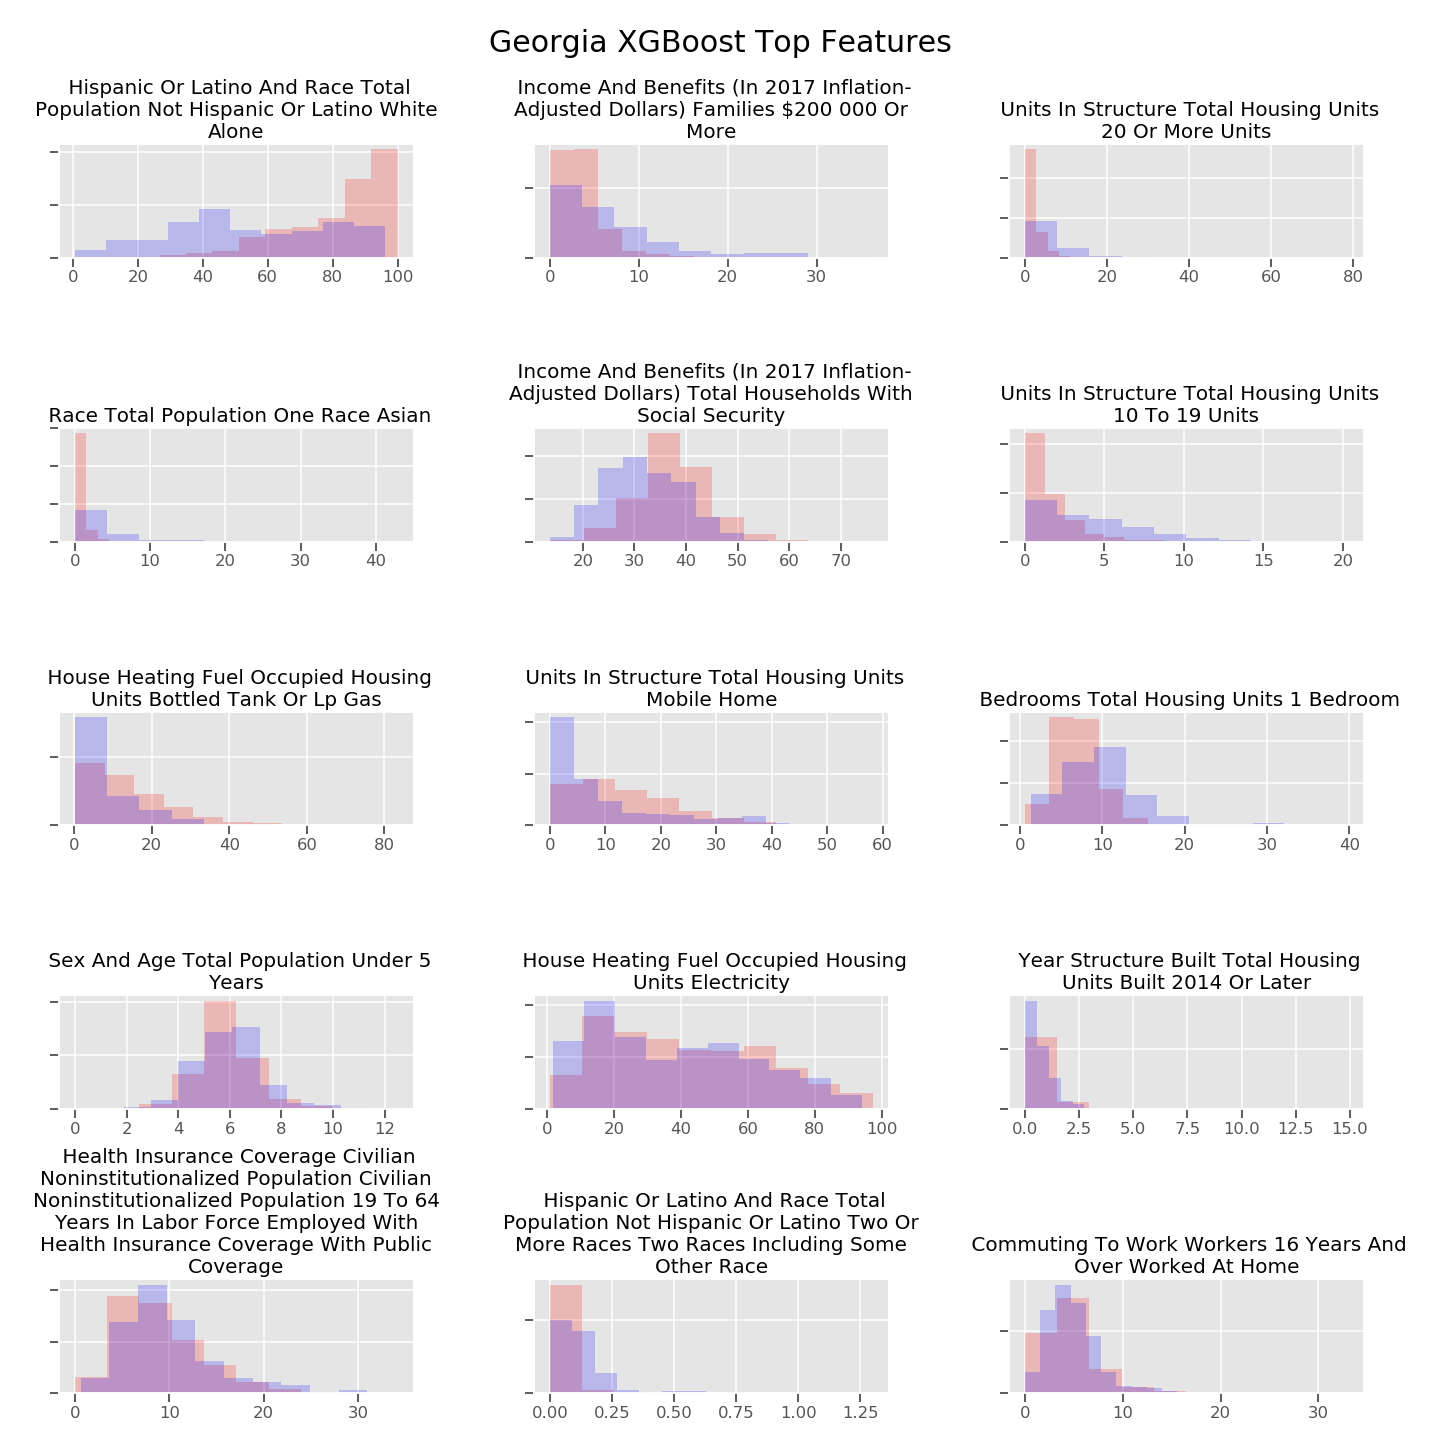 Georgia XGBoost Top Features
Hispanic Or Latino And Race Total
Population Not Hispanic Or Latino White
Alone
0 20 40 60 80 100
Income And Benefits (In 2017 Inflation-
Adjusted Dollars) Families $200 000 Or
More
0 10 20 30
Units In Structure Total Housing Units
20 Or More Units
0 20 40 60 80
Race Total Population One Race Asian
0 10 20 30 40
Income And Benefits (In 2017 Inflation-
Adjusted Dollars) Total Households With
Social Security
20 30 40 50 60 70
Units In Structure Total Housing Units
10 To 19 Units
0 5 10 15 20
House Heating Fuel Occupied Housing
Units Bottled Tank Or Lp Gas
0 20 40 60 80
Units In Structure Total Housing Units
Mobile Home
0 10 20 30 40 50 60
Bedrooms Total Housing Units 1 Bedroom
0 10 20 30 40
Sex And Age Total Population Under 5
Years
0 2 4 6 8 10 12
House Heating Fuel Occupied Housing
Units Electricity
0 20 40 60 80 100
Year Structure Built Total Housing
Units Built 2014 Or Later
0.0 2.5 5.0 7.5 10.0 12.5 15.0
Health Insurance Coverage Civilian
Noninstitutionalized Population Civilian
Noninstitutionalized Population 19 To 64
Years In Labor Force Employed With
Health Insurance Coverage With Public
Coverage
0 10 20 30
Hispanic Or Latino And Race Total
Population Not Hispanic Or Latino Two Or
More Races Two Races Including Some
Other Race
0.00 0.25 0.50 0.75 1.00 1.25
Commuting To Work Workers 16 Years And
Over Worked At Home
0 10 20 30